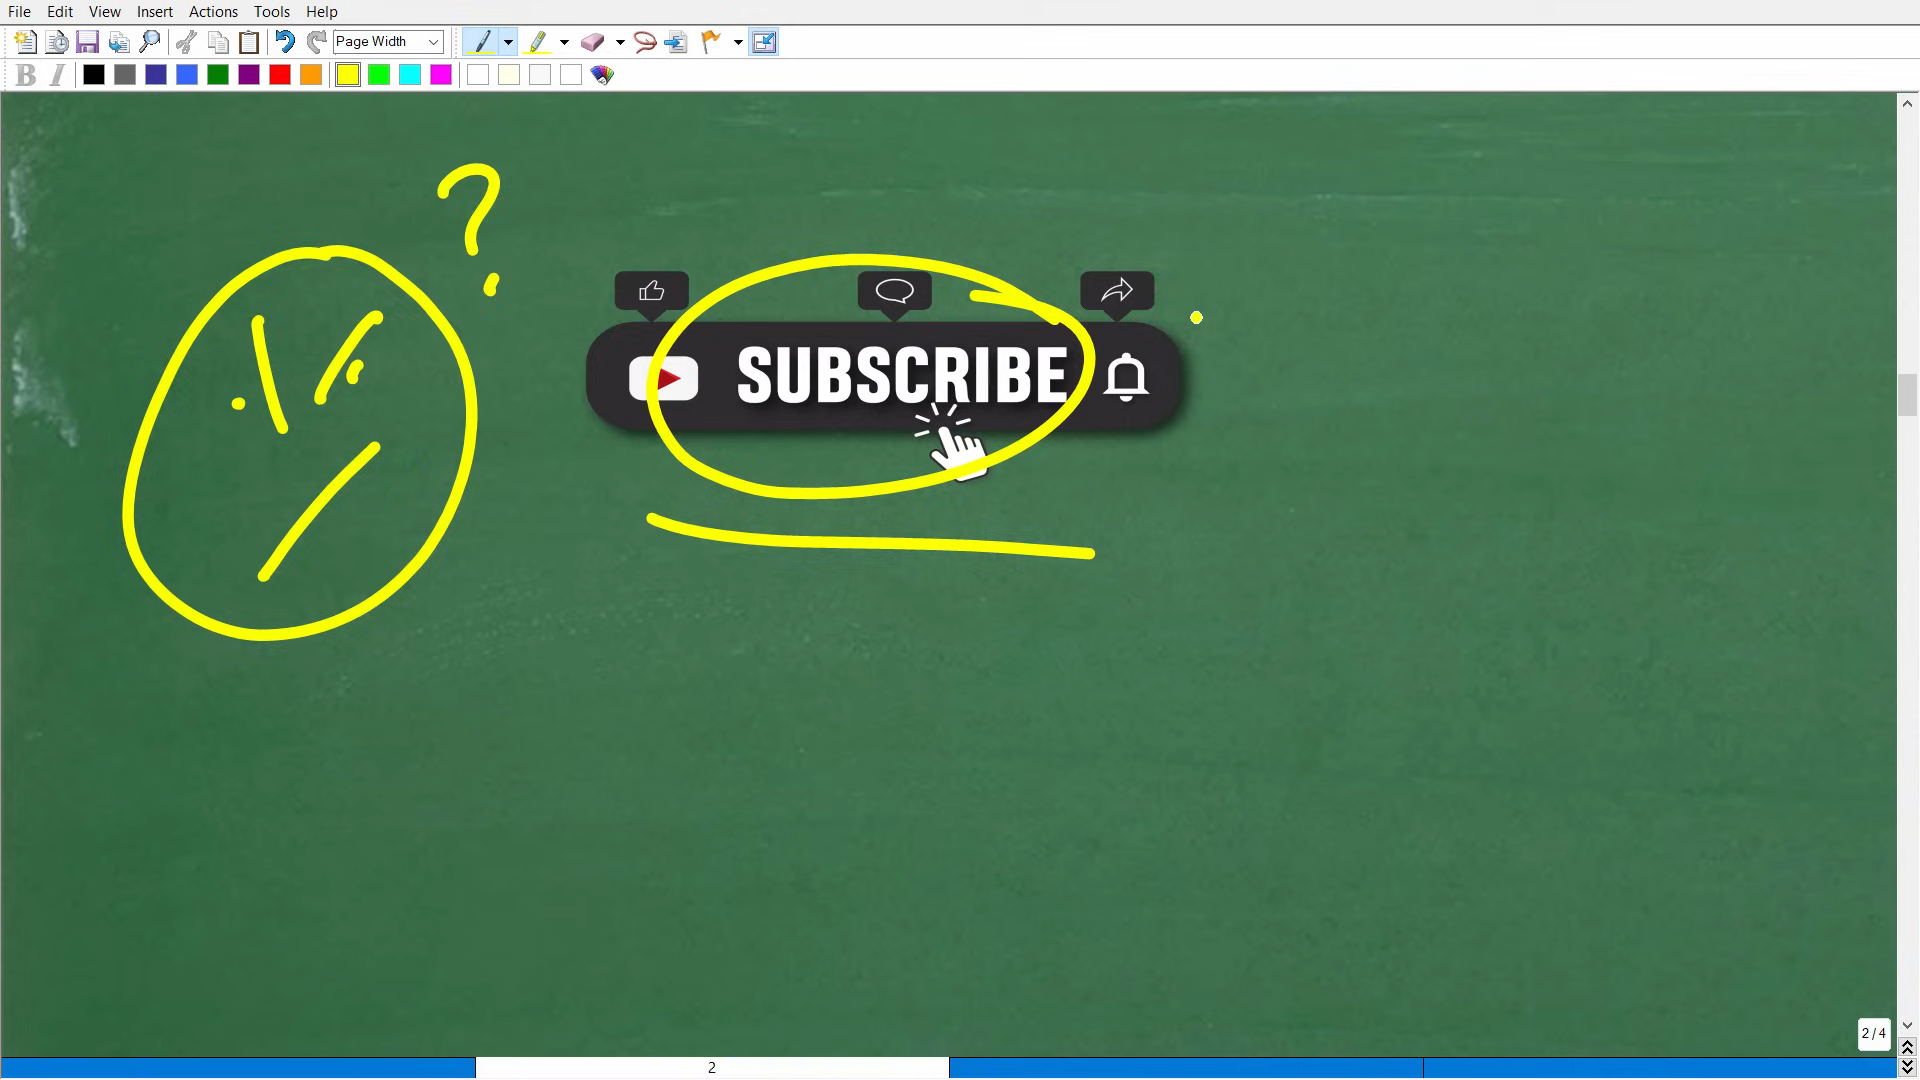 File Edit View Insert Actions Tools Help
Page Width
B I
?
SUBSCRIBE
2 / 4
2